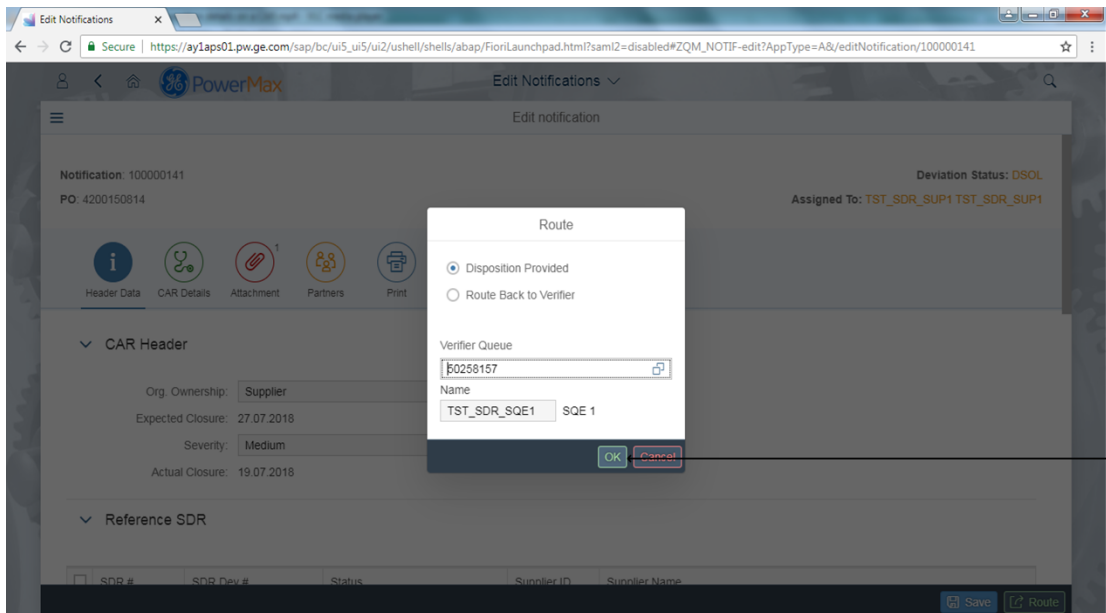 Edit Notifications
Secure | https://ay1aps01.pw.ge.com/sap/bc/ui5_ui5/ui2/ushell/shells/abap/FioriLaunchpad.html?saml2=disabled#ZQM_NOTIF-edit?AppType=A&/editNotification/100000141
PowerMax Edit Notifications
Edit notification
Notification: 100000141 Deviation Status: DSOL
PO: 4200150814 Assigned To: TST_SDR_SUP1 TST_SDR_SUP1
Route
Disposition Provided
Route Back to Verifier
1
Header Data CAR Details Attachment Partners Print
Verifier Queue
60258157
Name
TST_SDR_SQE1 SQE 1
OK Cancel
CAR Header
Org. Ownership: Supplier
Expected Closure: 27.07.2018
Severity: Medium
Actual Closure: 19.07.2018
Reference SDR
SDR # SDR Dev # Status Supplier ID Supplier Name
Save Route